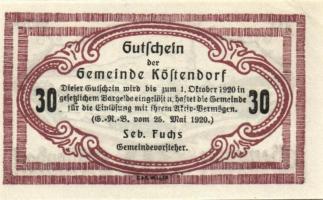 Gutschein
der
Gemeinde Köstendorf
Dieser Gutschein wird bis zum 1. Oktober 1920 in
gesetzlichem Bargelde eingelöst u. haftet die Gemeinde
30 für die Einlösung mit ihrem Aktiv-Vermögen. 30
(G.-R.-B. vom 25. Mai 1920.)
Seb. Fuchs
Gemeindevorsteher.